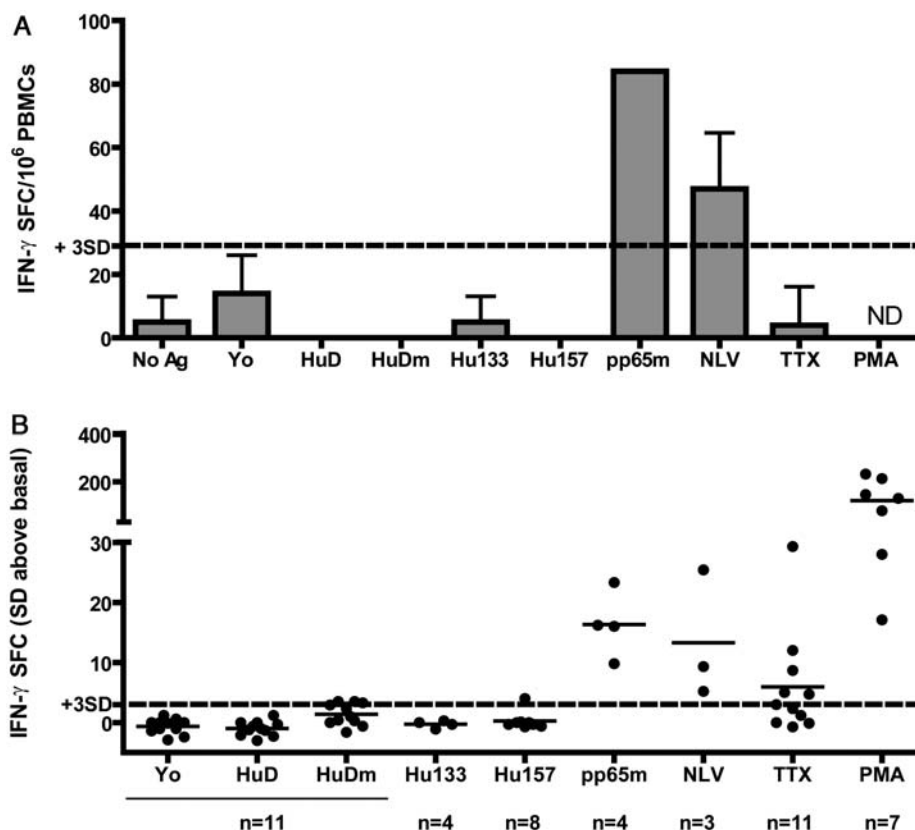 A
IFN-γ SFC/10⁶ PBMCs
100
80
60
40
+ 3SD
20
0
ND
No Ag Yo HuD HuDm Hu133 Hu157 pp65m NLV TTX PMA
B
IFN-γ SFC (SD above basal)
400
200
30
20
10
+3SD
0
Yo HuD HuDm Hu133 Hu157 pp65m NLV TTX PMA
n=11 n=4 n=8 n=4 n=3 n=11 n=7